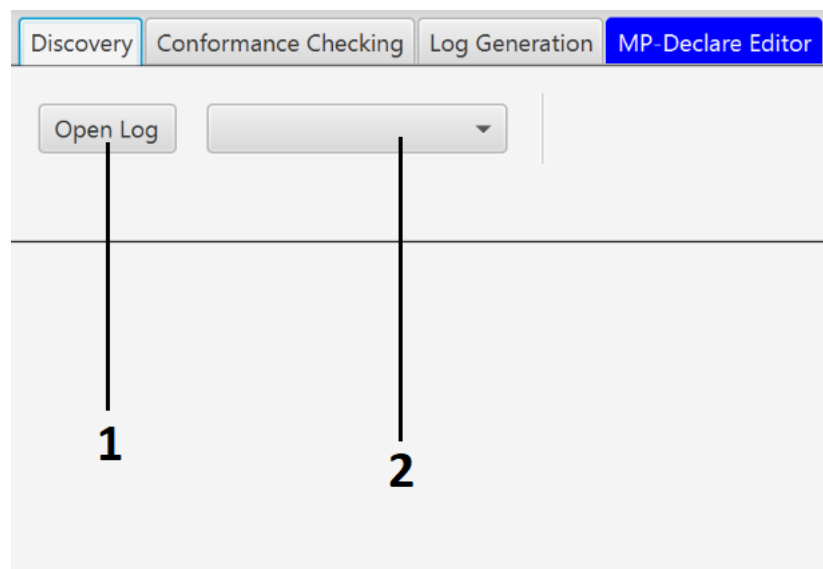 Discovery Conformance Checking Log Generation MP-Declare Editor
Open Log
1
2